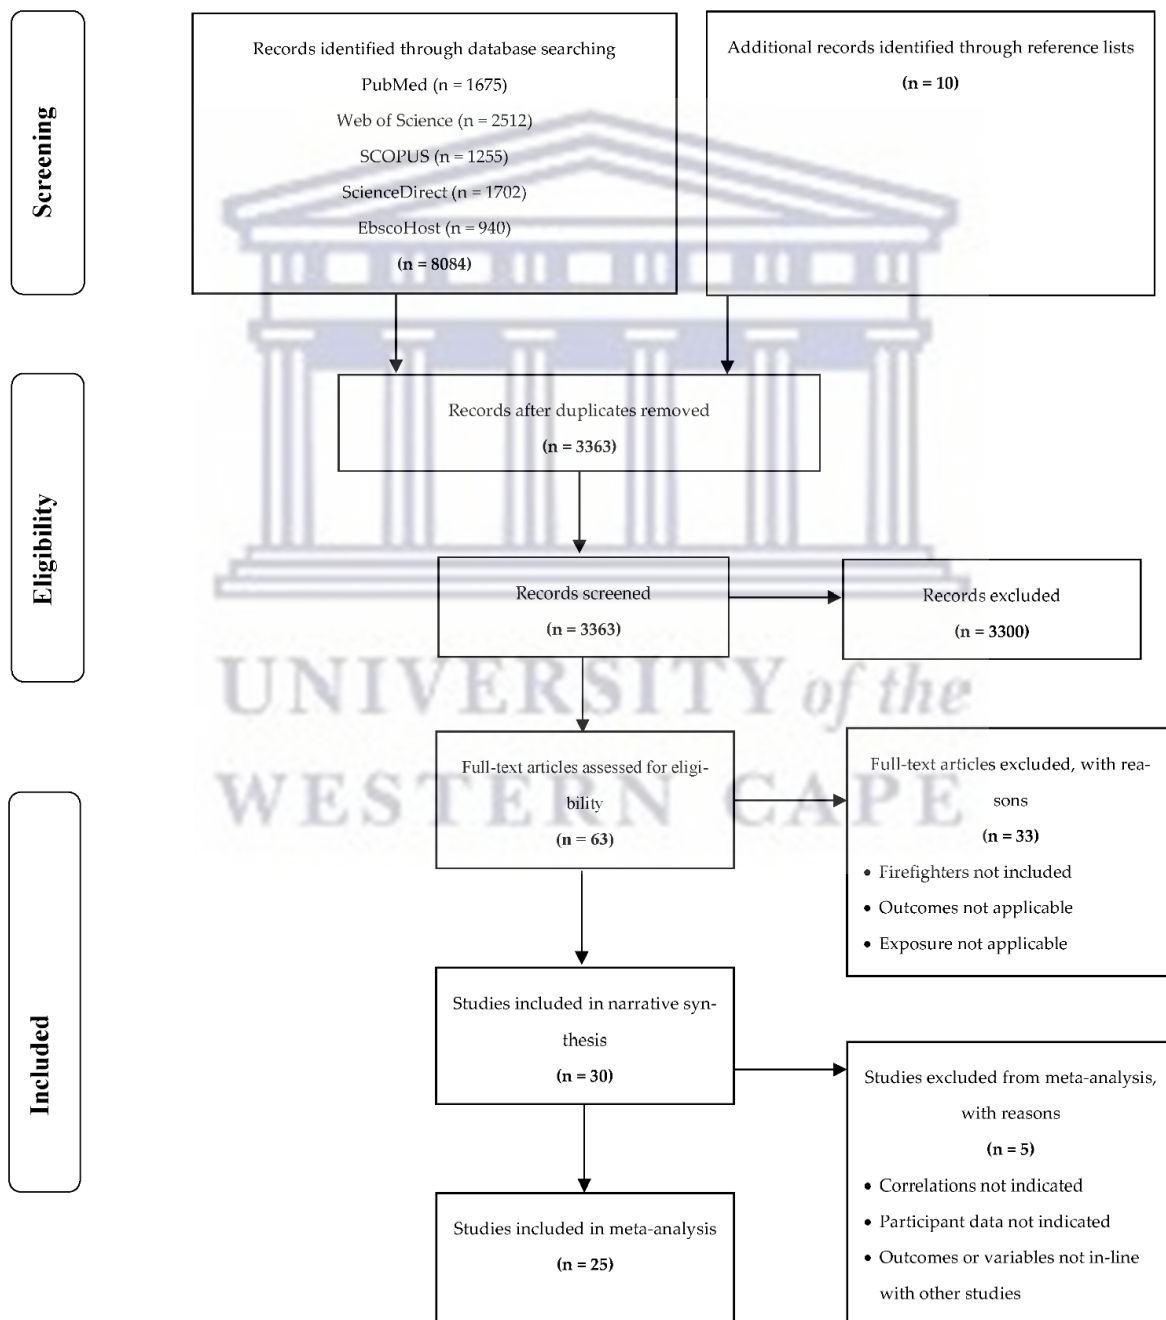 Screening
Records identified through database searching
PubMed (n = 1675)
Web of Science (n = 2512)
SCOPUS (n = 1255)
ScienceDirect (n = 1702)
EbscoHost (n = 940)
(n = 8084)
Additional records identified through reference lists
(n = 10)
Eligibility
Records after duplicates removed
(n = 3363)
Records screened
(n = 3363)
Records excluded
(n = 3300)
UNIVERSITY of the
WESTERN CAPE
Full-text articles assessed for eligi-
bility
(n = 63)
Full-text articles excluded, with rea-
sons
(n = 33)
• Firefighters not included
• Outcomes not applicable
• Exposure not applicable
Included
Studies included in narrative syn-
thesis
(n = 30)
Studies excluded from meta-analysis,
with reasons
(n = 5)
• Correlations not indicated
• Participant data not indicated
• Outcomes or variables not in-line
with other studies
Studies included in meta-analysis
(n = 25)